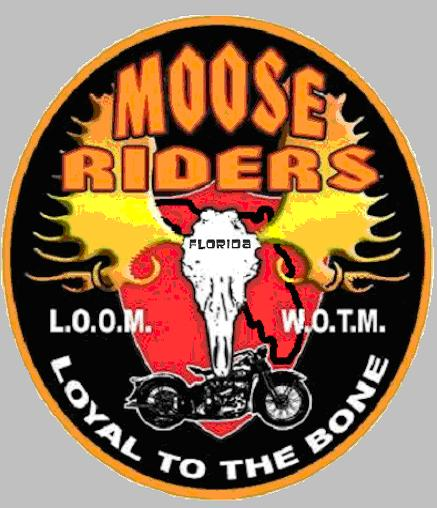 MOOSE
RIDERS
FLORIDA
L.O.O.M. W.O.T.M.
LOYAL TO THE BONE